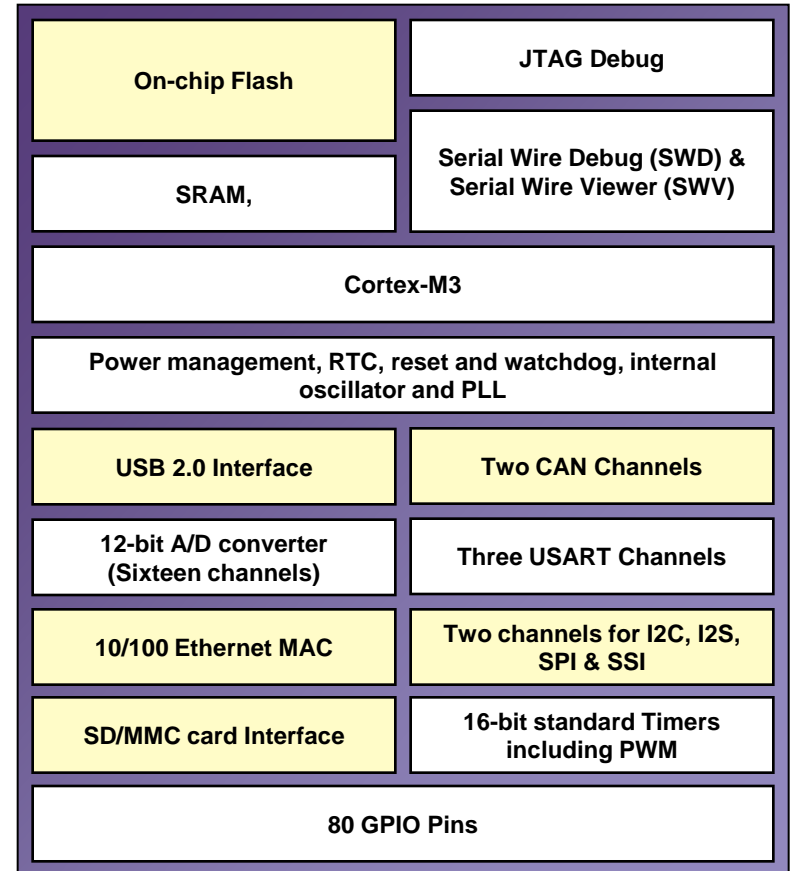 On-chip Flash
JTAG Debug
SRAM,
Serial Wire Debug (SWD) &
Serial Wire Viewer (SWV)
Cortex-M3
Power management, RTC, reset and watchdog, internal
oscillator and PLL
USB 2.0 Interface
Two CAN Channels
12-bit A/D converter
(Sixteen channels)
Three USART Channels
10/100 Ethernet MAC
Two channels for I2C, I2S,
SPI & SSI
SD/MMC card Interface
16-bit standard Timers
including PWM
80 GPIO Pins